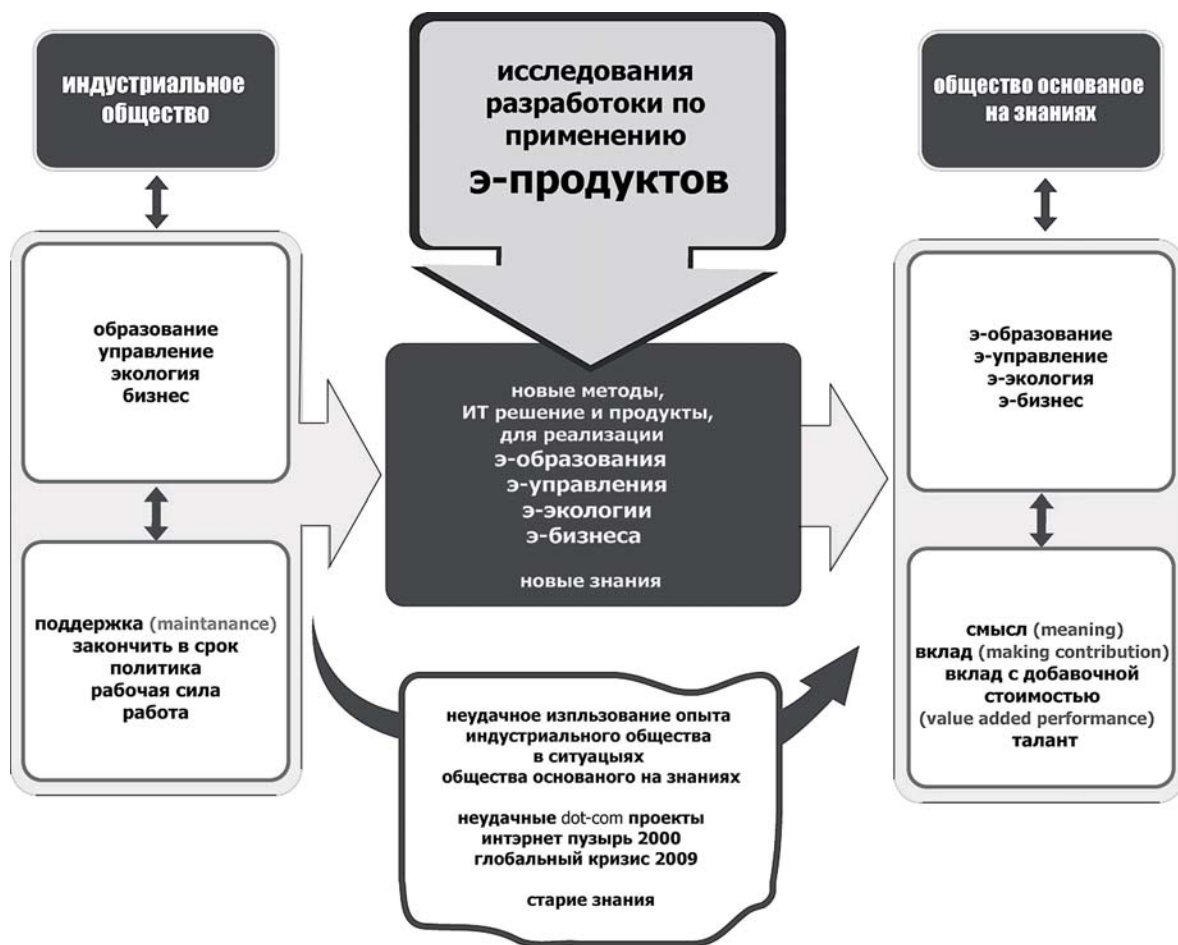 индустриальное
общество
образование
управление
экология
бизнес
поддержка (maintanance)
закончить в срок
политика
рабочая сила
работа
исследования
разработоки по
применению
э-продуктов
новые методы,
ИТ решение и продукты,
для реализации
э-образования
э-управления
э-экологии
э-бизнеса
новые знания
неудачное изпльзование опыта
индустриального общества
в ситуацыях
общества основаного на знаниях
неудачные dot-com проекты
интэрнет пузырь 2000
глобальный кризис 2009
старие знания
общество основаное
на знаниях
э-образование
э-управление
э-экология
э-бизнес
смысл (meaning)
вклад (making contribution)
вклад с добавочной
стоимостью
(value added performance)
талант